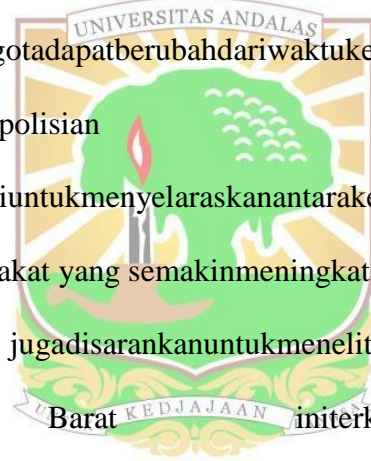 UNIVERSITAS ANDALAS
gotadapatberubahdariwaktuke
polisian
iuntukmenyelaraskanantarake
akat yang semakinmeningkat
jugadisarankanuntukmenelit
Barat KEDJAJAAN initerk